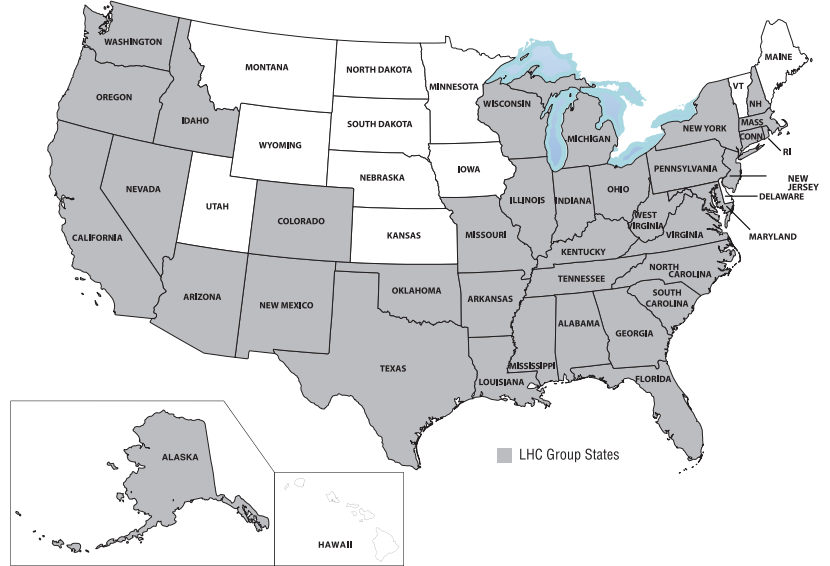 WASHINGTON
MONTANA
NORTH DAKOTA
MINNESOTA
MAINE
VT
NH
OREGON
IDAHO
SOUTH DAKOTA
WISCONSIN
MICHIGAN
NEW YORK
MASS
CONN
RI
WYOMING
IOWA
NEBRASKA
PENNSYLVANIA
NEW
JERSEY
NEVADA
UTAH
COLORADO
KANSAS
MISSOURI
ILLINOIS
INDIANA
OHIO
WEST
VIRGINIA
VIRGINIA
DELAWARE
MARYLAND
CALIFORNIA
KENTUCKY
ARIZONA
NEW MEXICO
OKLAHOMA
ARKANSAS
TENNESSEE
NORTH
CAROLINA
SOUTH
CAROLINA
TEXAS
LOUISIANA
MISSISSIPPI
ALABAMA
GEORGIA
FLORIDA
LHC Group States
ALASKA
HAWAII